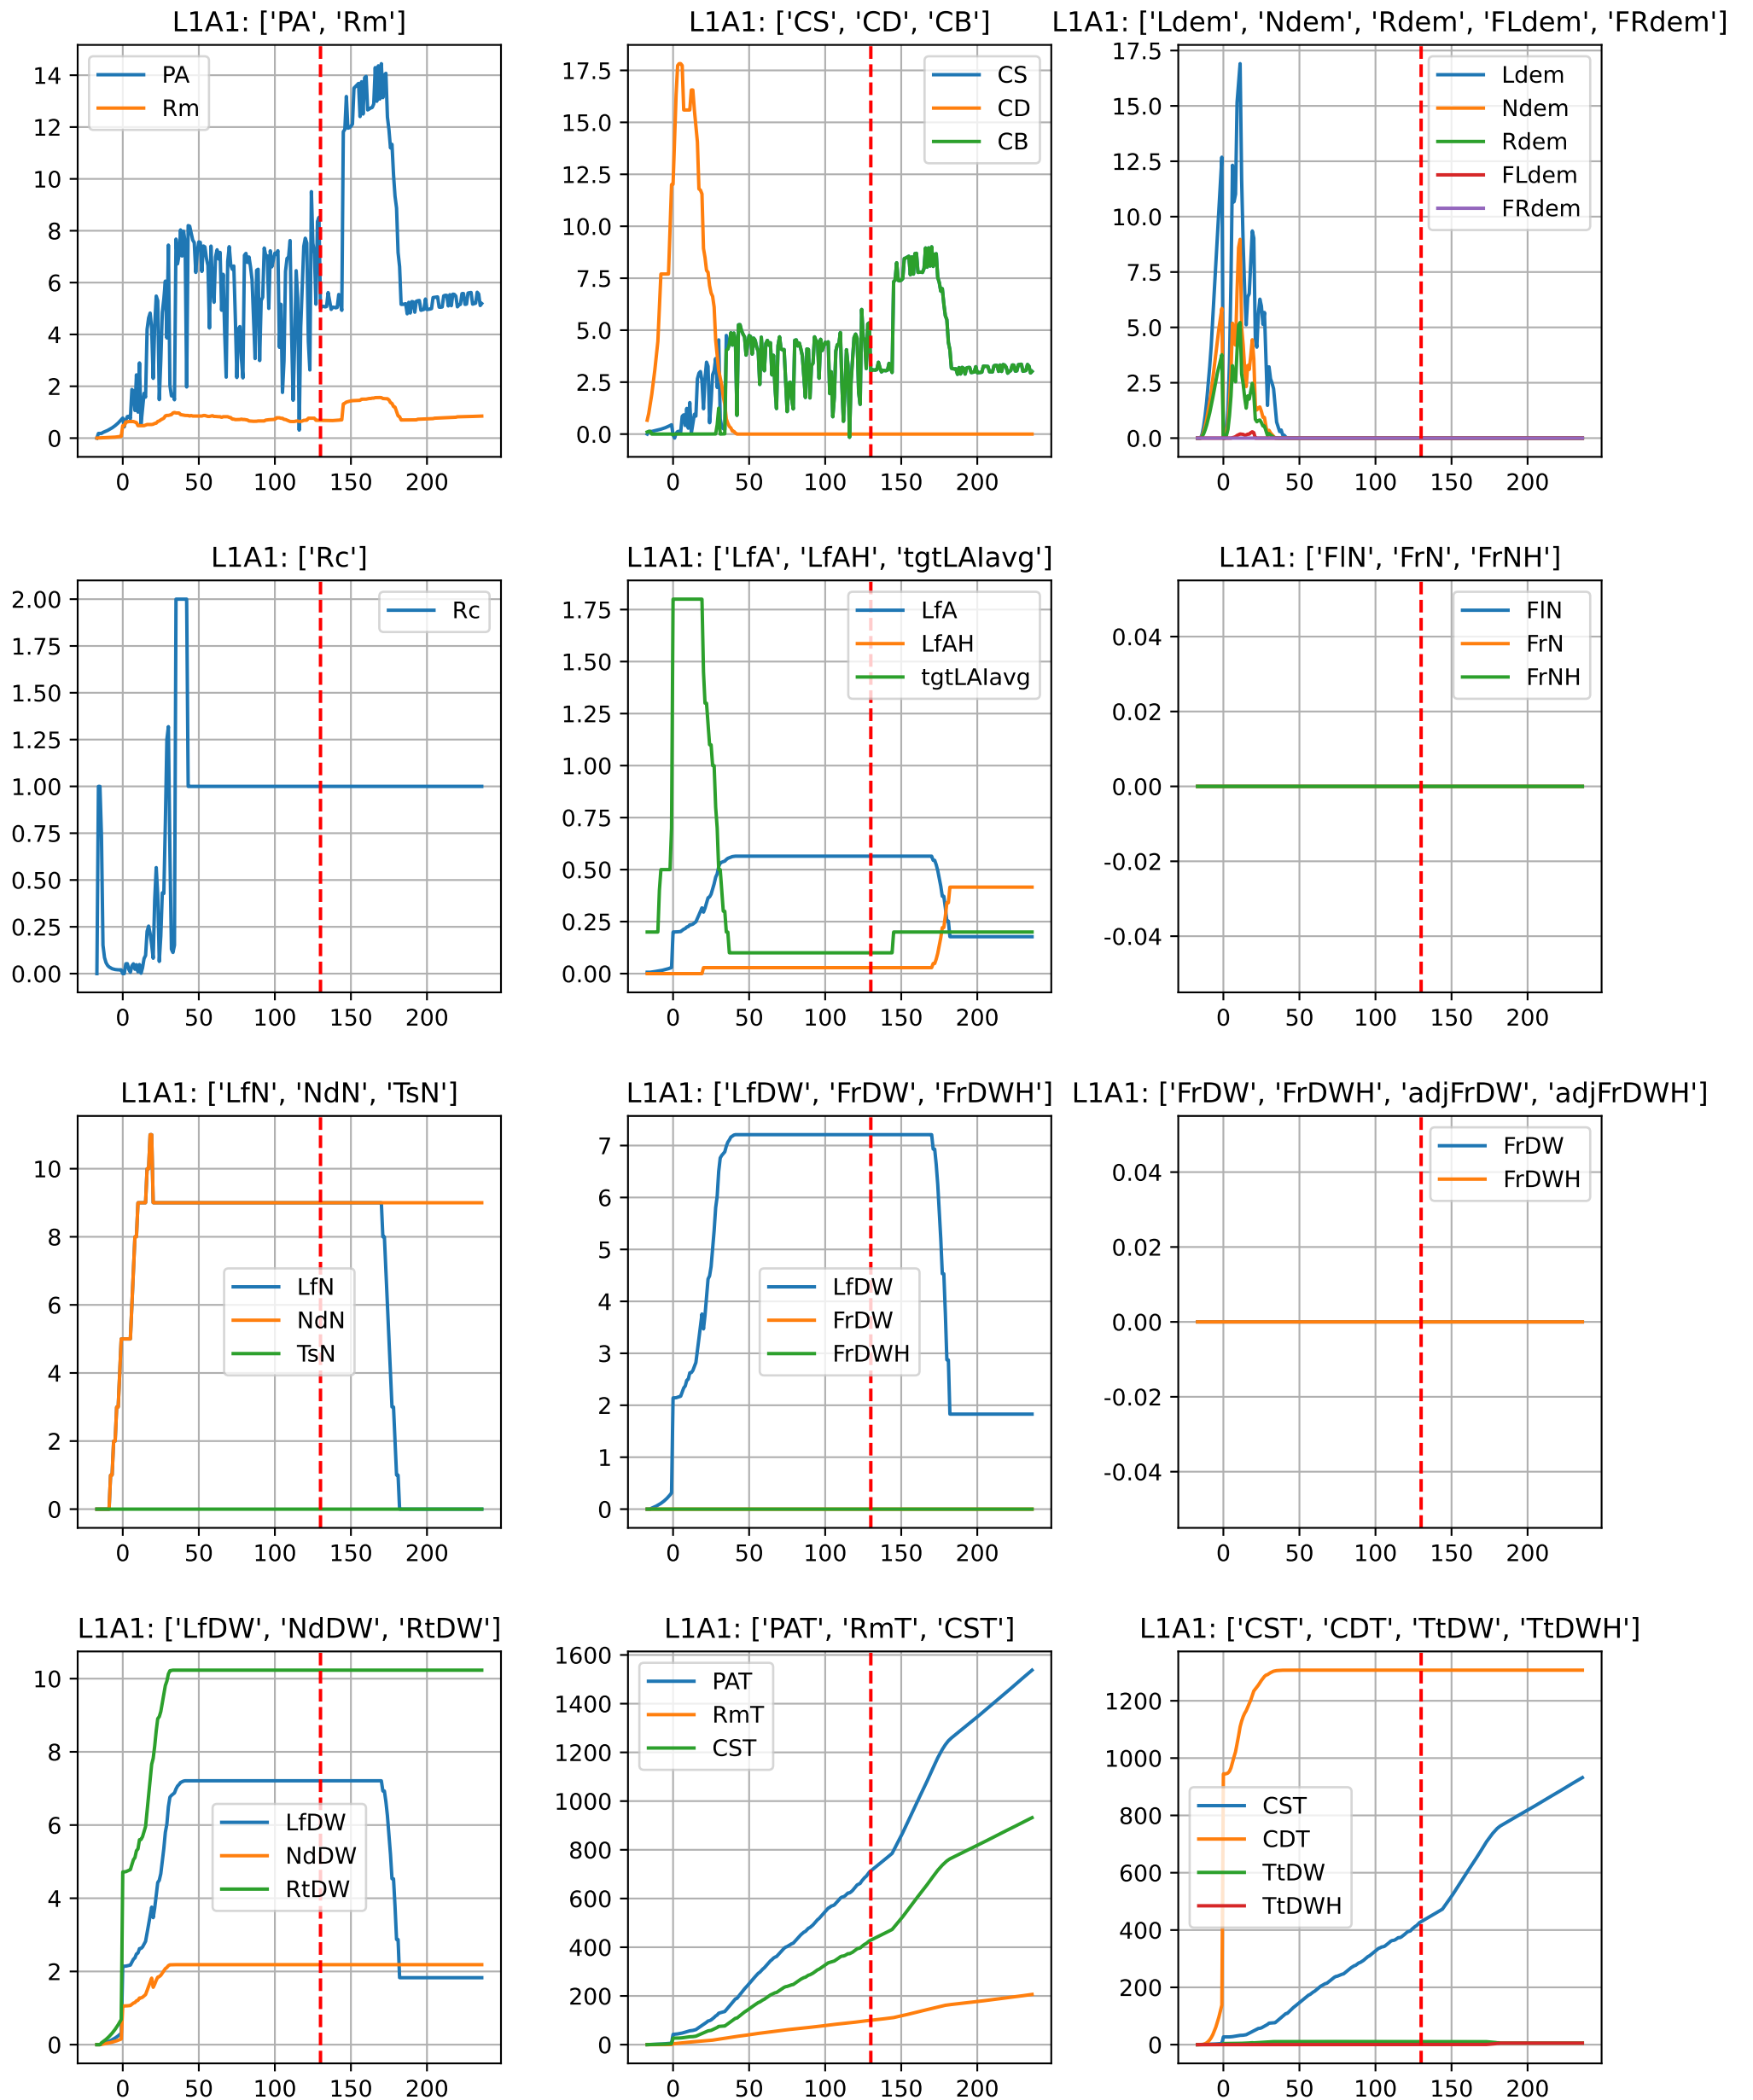 L1A1: ['PA', 'Rm']
14
12
10
8
6
4
2
0
0 50 100 150 200
PA
Rm
L1A1: ['CS', 'CD', 'CB']
17.5
15.0
12.5
10.0
7.5
5.0
2.5
0.0
0 50 100 150 200
CS
CD
CB
L1A1: ['Ldem', 'Ndem', 'Rdem', 'FLdem', 'FRdem']
17.5
15.0
12.5
10.0
7.5
5.0
2.5
0.0
0 50 100 150 200
Ldem
Ndem
Rdem
FLdem
FRdem
L1A1: ['Rc']
2.00
1.75
1.50
1.25
1.00
0.75
0.50
0.25
0.00
0 50 100 150 200
Rc
L1A1: ['LfA', 'LfAH', 'tgtLAIavg']
1.75
1.50
1.25
1.00
0.75
0.50
0.25
0.00
0 50 100 150 200
LfA
LfAH
tgtLAIavg
L1A1: ['FlN', 'FrN', 'FrNH']
0.04
0.02
0.00
-0.02
-0.04
0 50 100 150 200
FlN
FrN
FrNH
L1A1: ['LfN', 'NdN', 'TsN']
10
8
6
4
2
0
0 50 100 150 200
LfN
NdN
TsN
L1A1: ['LfDW', 'FrDW', 'FrDWH']
7
6
5
4
3
2
1
0
0 50 100 150 200
LfDW
FrDW
FrDWH
L1A1: ['FrDW', 'FrDWH', 'adjFrDW', 'adjFrDWH']
0.04
0.02
0.00
-0.02
-0.04
0 50 100 150 200
FrDW
FrDWH
L1A1: ['LfDW', 'NdDW', 'RtDW']
10
8
6
4
2
0
0 50 100 150 200
LfDW
NdDW
RtDW
L1A1: ['PAT', 'RmT', 'CST']
1600
1400
1200
1000
800
600
400
200
0
0 50 100 150 200
PAT
RmT
CST
L1A1: ['CST', 'CDT', 'TtDW', 'TtDWH']
1200
1000
800
600
400
200
0
0 50 100 150 200
CST
CDT
TtDW
TtDWH